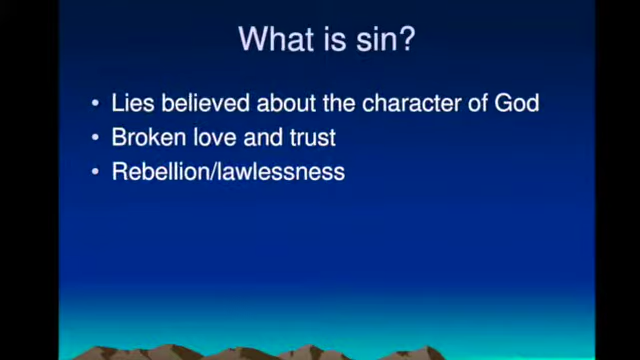 What is sin?
• Lies believed about the character of God
• Broken love and trust
• Rebellion/lawlessness